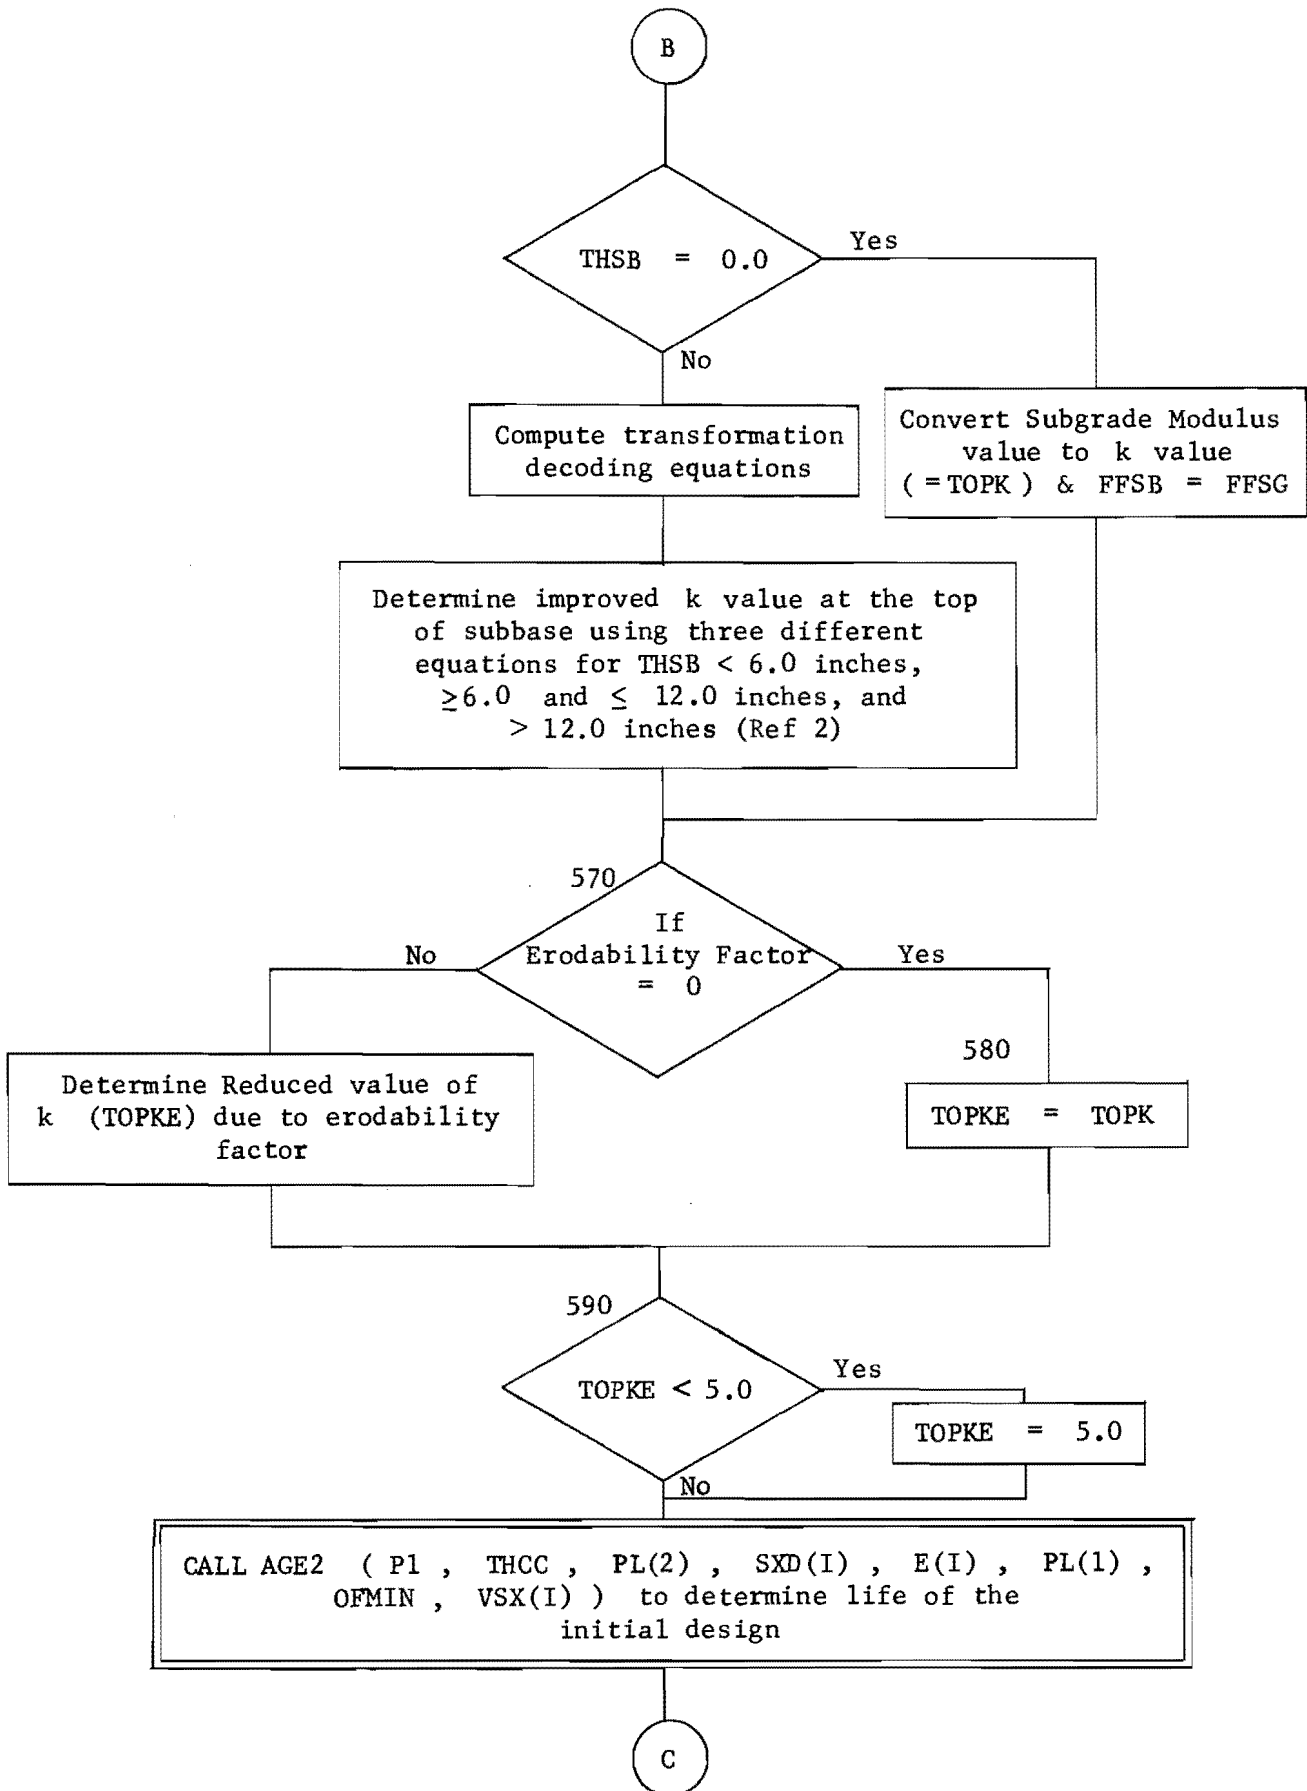 B
THSB = 0.0
Yes
No
Compute transformation
decoding equations
Convert Subgrade Modulus
value to k value
( =TOPK ) & FFSB = FFSG
Determine improved k value at the top
of subbase using three different
equations for THSB < 6.0 inches,
≥6.0 and ≤ 12.0 inches, and
> 12.0 inches (Ref 2)
570
If
Erodability Factor
= 0
No
Yes
Determine Reduced value of
k (TOPKE) due to erodability
factor
580
TOPKE = TOPK
590
TOPKE < 5.0
Yes
TOPKE = 5.0
No
CALL AGE2 ( P1 , THCC , PL(2) , SXD(I) , E(I) , PL(1) ,
OFMIN , VSX(I) ) to determine life of the
initial design
C